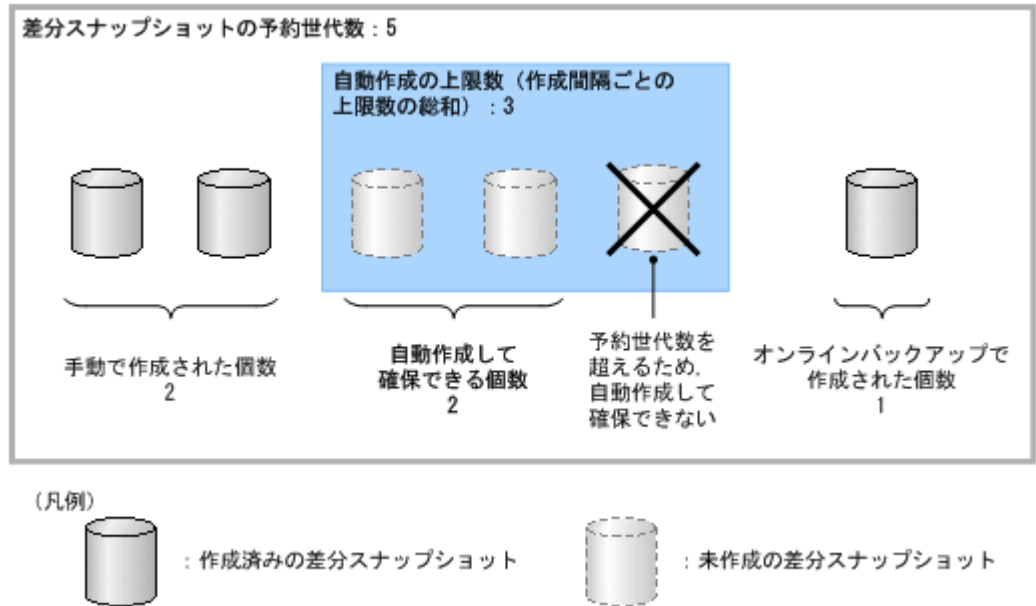 差分スナップショットの予約世代数：5
自動作成の上限数（作成間隔ごとの
上限数の総和）：3
手動で作成された個数
2
自動作成して
確保できる個数
2
予約世代数を
超えるため，
自動作成して
確保できない
オンラインバックアップで
作成された個数
1
（凡例）
：作成済みの差分スナップショット
：未作成の差分スナップショット